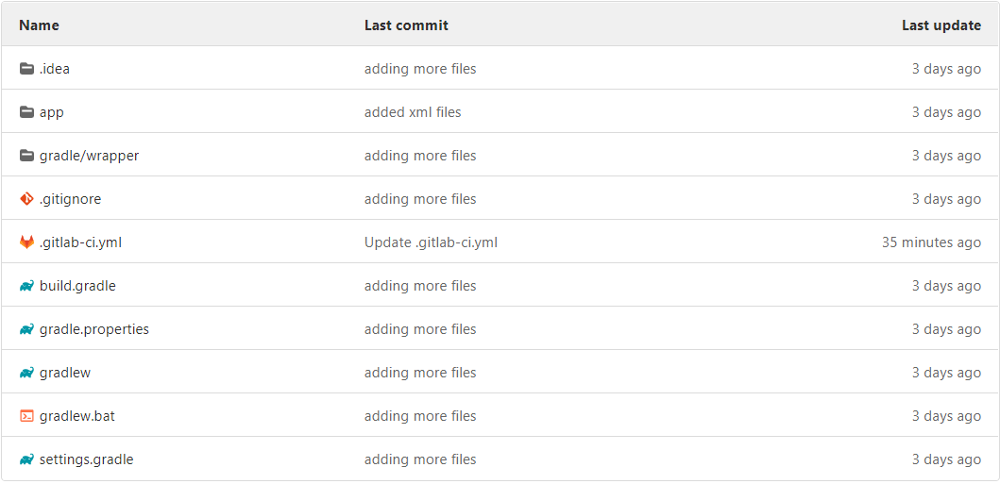 Name Last commit Last update
.idea adding more files 3 days ago
app added xml files 3 days ago
gradle/wrapper adding more files 3 days ago
.gitignore adding more files 3 days ago
.gitlab-ci.yml Update .gitlab-ci.yml 35 minutes ago
build.gradle adding more files 3 days ago
gradle.properties adding more files 3 days ago
gradlew adding more files 3 days ago
gradlew.bat adding more files 3 days ago
settings.gradle adding more files 3 days ago